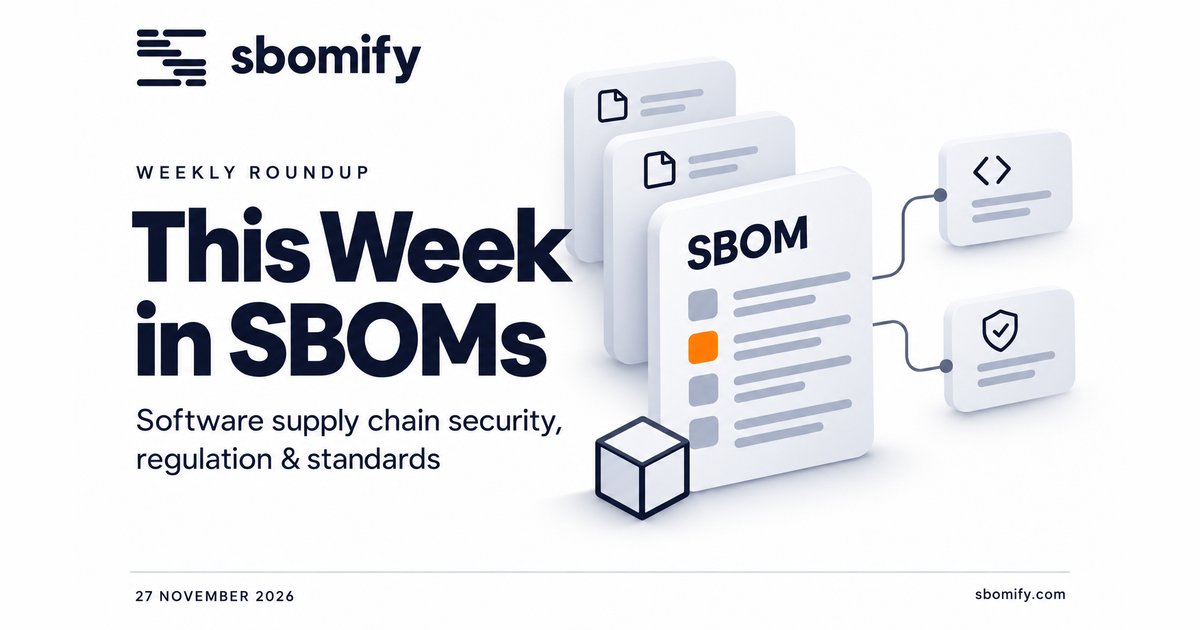 sbomify
WEEKLY ROUNDUP
This Week
in SBOMs
Software supply chain security,
regulation & standards
SBOM
27 NOVEMBER 2026
sbomify.com